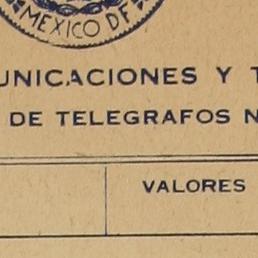 MEXICO DF
UNICACIONES Y T
DE TELEGRAFOS N
VALORES